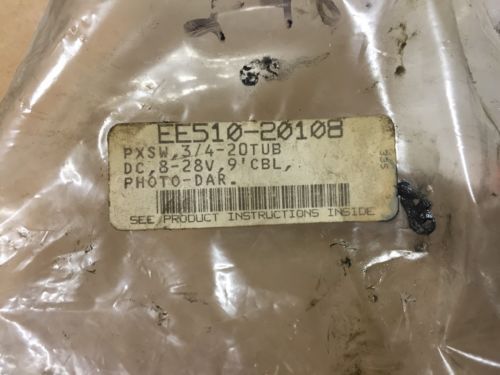 EE510-20108
PXSW,3/4-20TUB
DC,8-28V,9'CBL,
PHOTO-DAR.
SEE PRODUCT INSTRUCTIONS INSIDE